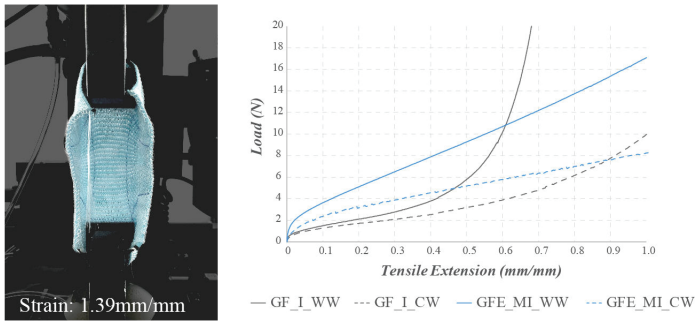 Strain: 1.39mm/mm
Load (N)
20
18
16
14
12
10
8
6
4
2
0
0 0.1 0.2 0.3 0.4 0.5 0.6 0.7 0.8 0.9 1.0
Tensile Extension (mm/mm)
GF_I_WW GF_I_CW GFE_MI_WW GFE_MI_CW